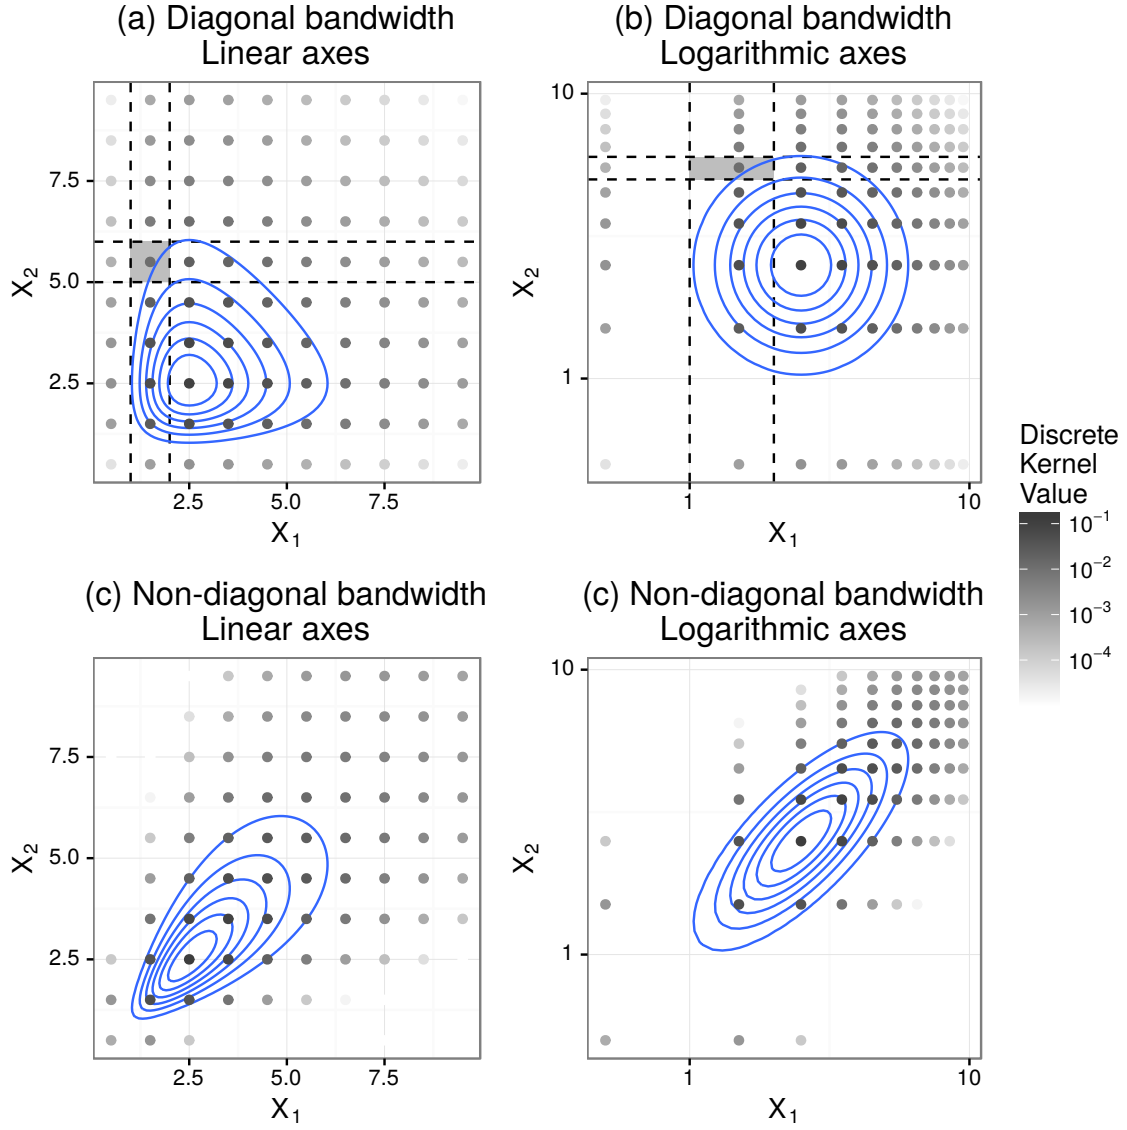 (a) Diagonal bandwidth
Linear axes
(b) Diagonal bandwidth
Logarithmic axes
7.5
5.0
2.5
X₂
2.5
5.0
7.5
X₁
10
1
X₂
1
10
X₁
Discrete
Kernel
Value
10⁻¹
10⁻²
10⁻³
10⁻⁴
(c) Non-diagonal bandwidth
Linear axes
(c) Non-diagonal bandwidth
Logarithmic axes
7.5
5.0
2.5
X₂
2.5
5.0
7.5
X₁
10
1
X₂
1
10
X₁